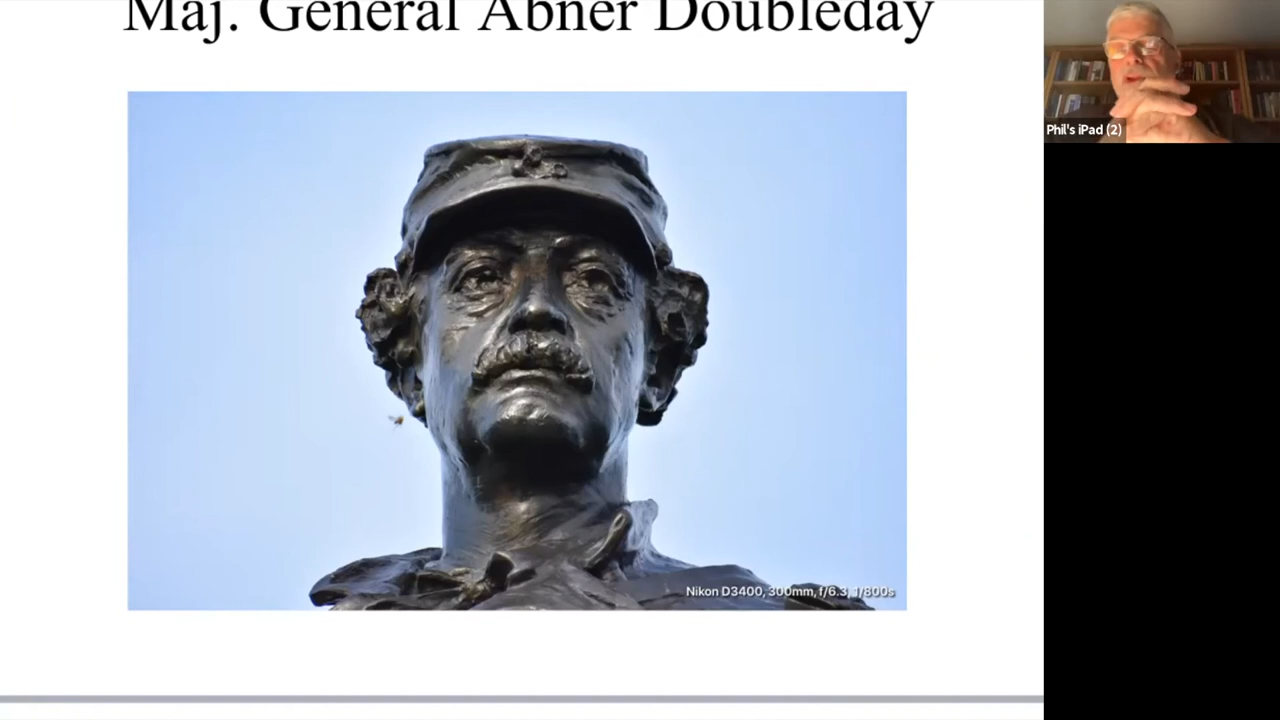 Maj. General Abner Doubleday
Phil's iPad (2)
Nikon D3400, 300mm, f/6.3, 1/800s